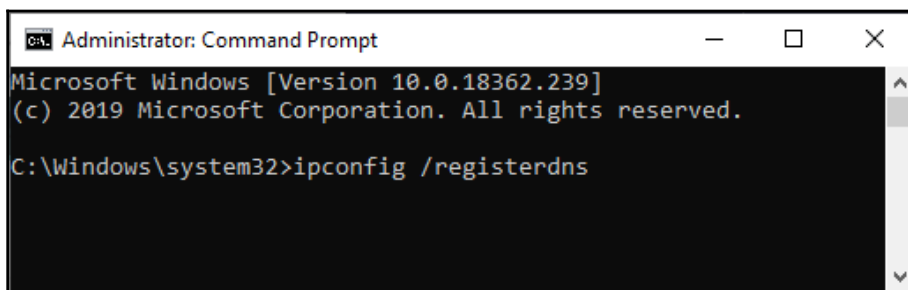 Administrator: Command Prompt
Microsoft Windows [Version 10.0.18362.239]
(c) 2019 Microsoft Corporation. All rights reserved.
C:\Windows\system32>ipconfig /registerdns